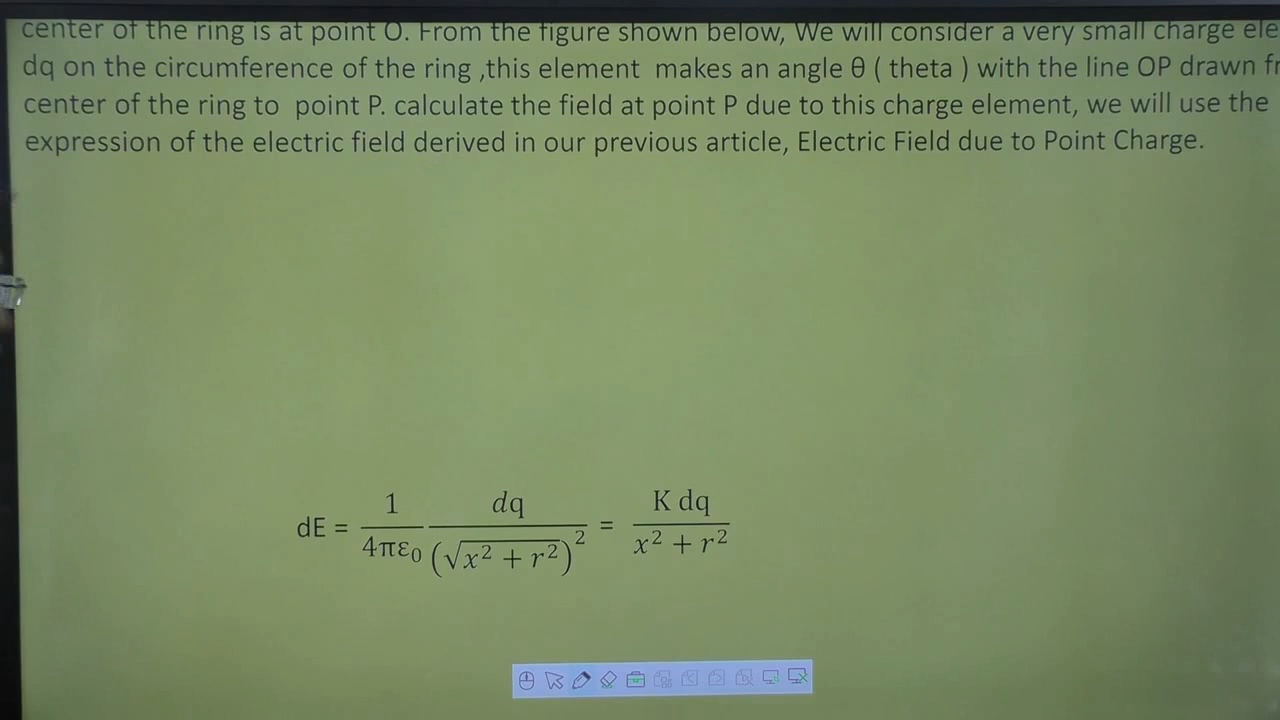 center of the ring is at point O. From the figure shown below, We will consider a very small charge ele
dq on the circumference of the ring ,this element makes an angle θ ( theta ) with the line OP drawn fr
center of the ring to point P. calculate the field at point P due to this charge element, we will use the
expression of the electric field derived in our previous article, Electric Field due to Point Charge.
dE = 1/4πε₀ dq/(√x² + r²)² = K dq/x² + r²